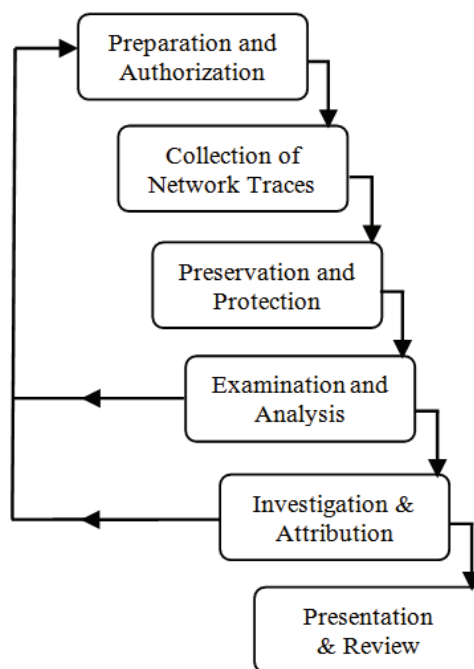 Preparation and
Authorization
Collection of
Network Traces
Preservation and
Protection
Examination and
Analysis
Investigation &
Attribution
Presentation
& Review